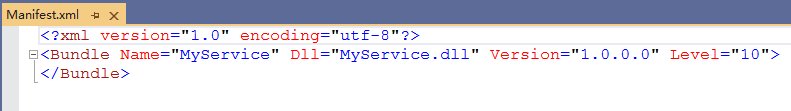 Manifest.xml
<?xml version="1.0" encoding="utf-8"?>
<Bundle Name="MyService" Dll="MyService.dll" Version="1.0.0.0" Level="10">
</Bundle>